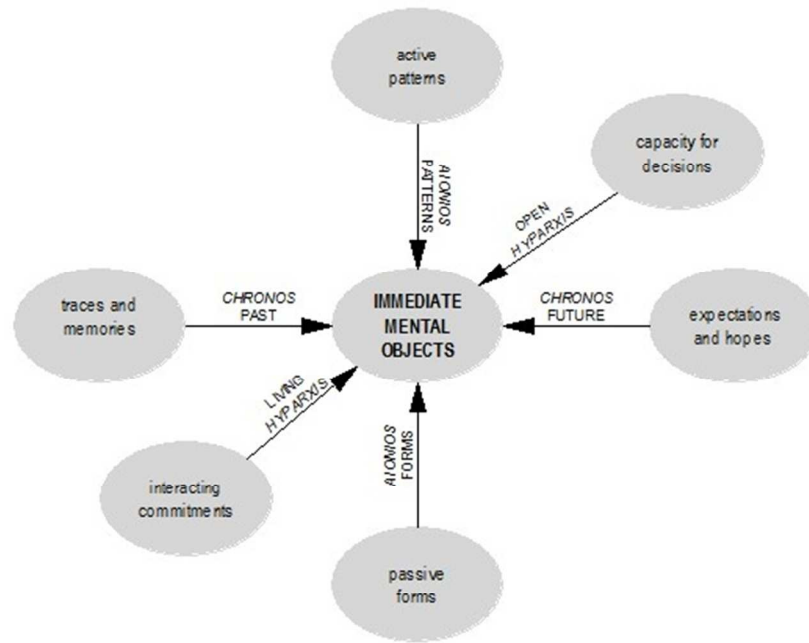 active
patterns
capacity for
decisions
AIONIOS
PATTERNS
OPEN
HYPARXIS
traces and
memories
CHRONOS
PAST
IMMEDIATE
MENTAL
OBJECTS
CHRONOS
FUTURE
expectations
and hopes
LIVING
HYPARXIS
AIONIOS
FORMS
interacting
commitments
passive
forms